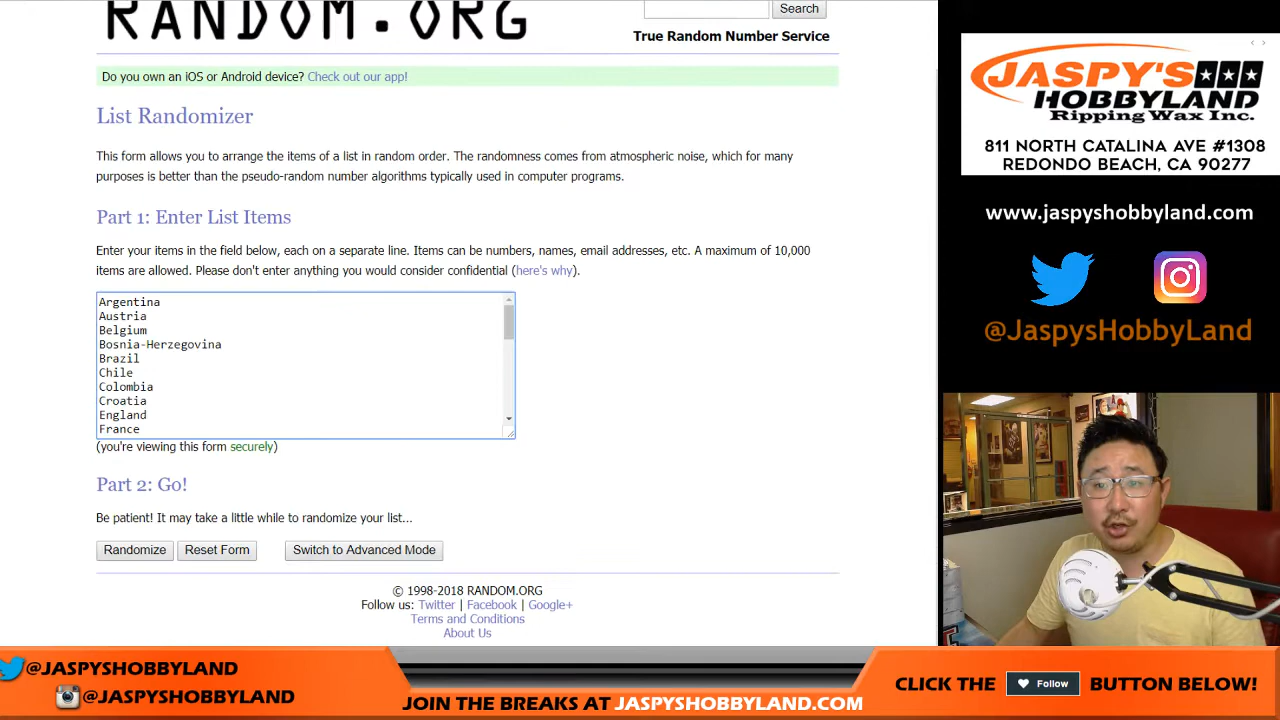 RANDOM.ORG
Search
True Random Number Service
Do you own an iOS or Android device? Check out our app!
List Randomizer
This form allows you to arrange the items of a list in random order. The randomness comes from atmospheric noise, which for many
purposes is better than the pseudo-random number algorithms typically used in computer programs.
Part 1: Enter List Items
Enter your items in the field below, each on a separate line. Items can be numbers, names, email addresses, etc. A maximum of 10,000
items are allowed. Please don't enter anything you would consider confidential (here's why).
Argentina
Austria
Belgium
Bosnia-Herzegovina
Brazil
Chile
Colombia
Croatia
England
France
(you're viewing this form securely)
Part 2: Go!
Be patient! It may take a little while to randomize your list...
Randomize
Reset Form
Switch to Advanced Mode
© 1998-2018 RANDOM.ORG
Follow us: Twitter | Facebook | Google+
Terms and Conditions
About Us
JASPY'S
HOBBYLAND
Ripping Wax Inc.
811 NORTH CATALINA AVE #1308
REDONDO BEACH, CA 90277
www.jaspyshobbyland.com
@JaspysHobbyLand
@JASPYSHOBBYLAND
@JASPYSHOBBYLAND
JOIN THE BREAKS AT JASPYSHOBBYLAND.COM
CLICK THE
Follow
BUTTON BELOW!